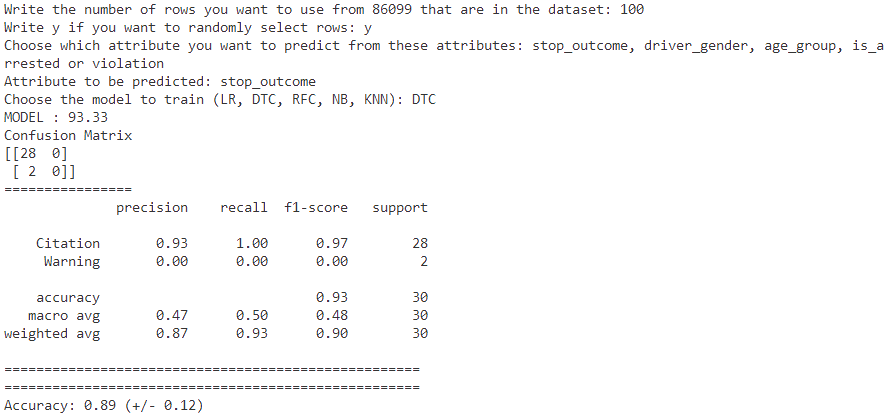 Write the number of rows you want to use from 86099 that are in the dataset: 100
Write y if you want to randomly select rows: y
Choose which attribute you want to predict from these attributes: stop_outcome, driver_gender, age_group, is_a
rrested or violation
Attribute to be predicted: stop_outcome
Choose the model to train (LR, DTC, RFC, NB, KNN): DTC
MODEL : 93.33
Confusion Matrix
[[28  0]
 [ 2  0]]
================
              precision    recall  f1-score   support

    Citation       0.93      1.00      0.97        28
     Warning       0.00      0.00      0.00         2

    accuracy                           0.93        30
   macro avg       0.47      0.50      0.48        30
weighted avg       0.87      0.93      0.90        30

====================================================
====================================================
Accuracy: 0.89 (+/- 0.12)